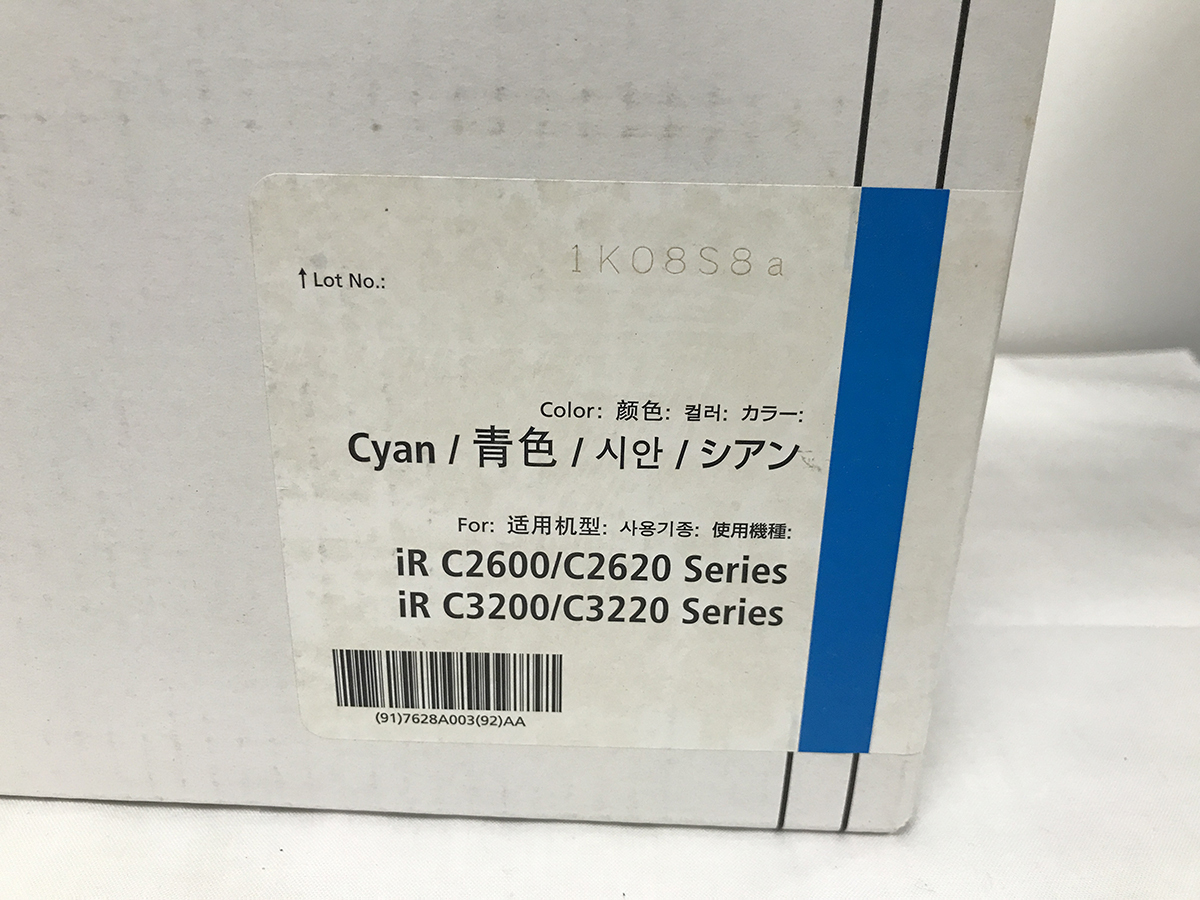 1K08S8a
↑Lot No.:
Color: 颜色: 컬러: カラー:
Cyan / 青色 / 시안 / シアン
For: 适用机型: 사용기종: 使用機種:
iR C2600/C2620 Series
iR C3200/C3220 Series
(91)7628A003(92)AA